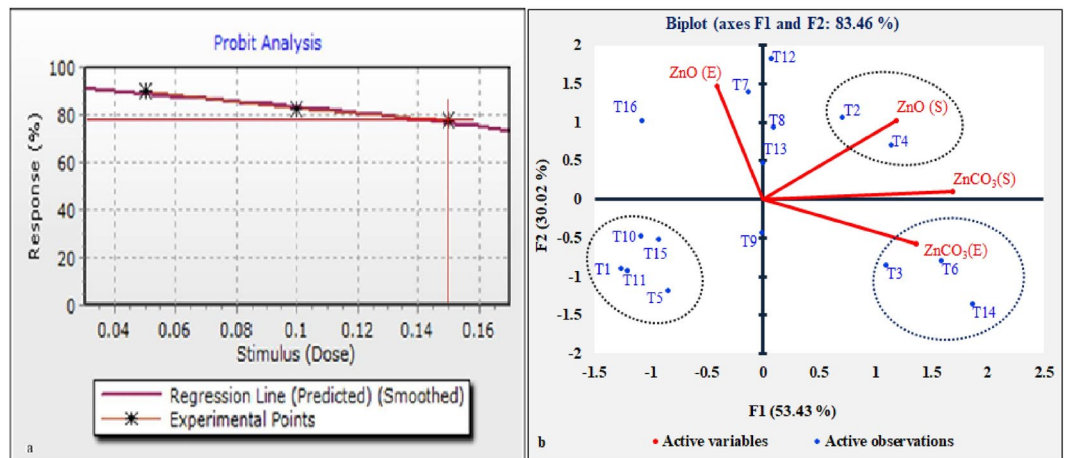 Probit Analysis
Response (%)
100
80
60
40
20
0
0.04 0.06 0.08 0.1 0.12 0.14 0.16
Stimulus (Dose)
Regression Line (Predicted) (Smoothed)
Experimental Points
a
Biplot (axes F1 and F2: 83.46 %)
F2 (30.02 %)
2
1.5
1
0.5
0
-0.5
-1
-1.5
-2
T12
ZnO (E)
T7
T16
T8
T2
ZnO (S)
T4
T13
ZnCO3(S)
T9
T10
T15
T1
T11
T5
ZnCO3(E)
T3
T6
T14
-1.5 -1 -0.5 0 0.5 1 1.5 2 2.5
F1 (53.43 %)
b
Active variables Active observations